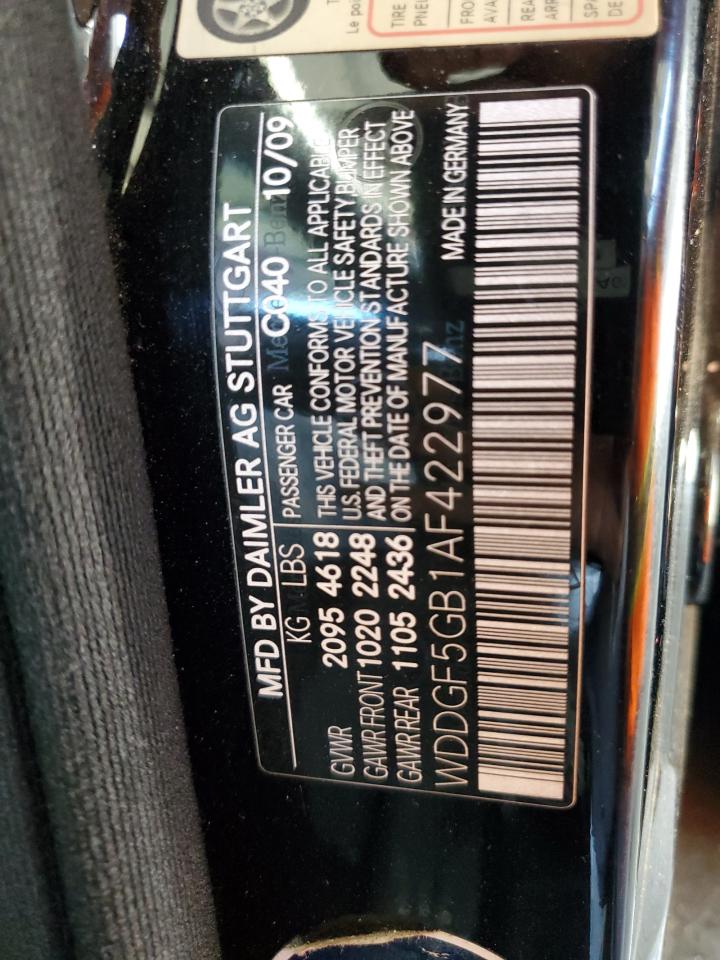 MFD BY DAIMLER AG STUTTGART
KG LBS PASSENGER CAR C040 10/09
GVWR 2095 4618 THIS VEHICLE CONFORMS TO ALL APPLICABLE
U.S. FEDERAL MOTOR VEHICLE SAFETY BUMPER
GAWR FRONT 1020 2248 AND THEFT PREVENTION STANDARDS IN EFFECT
GAWR REAR 1105 2436 ON THE DATE OF MANUFACTURE SHOWN ABOVE
WDDGF5GB1AF422977 MADE IN GERMANY
Le
TIRE